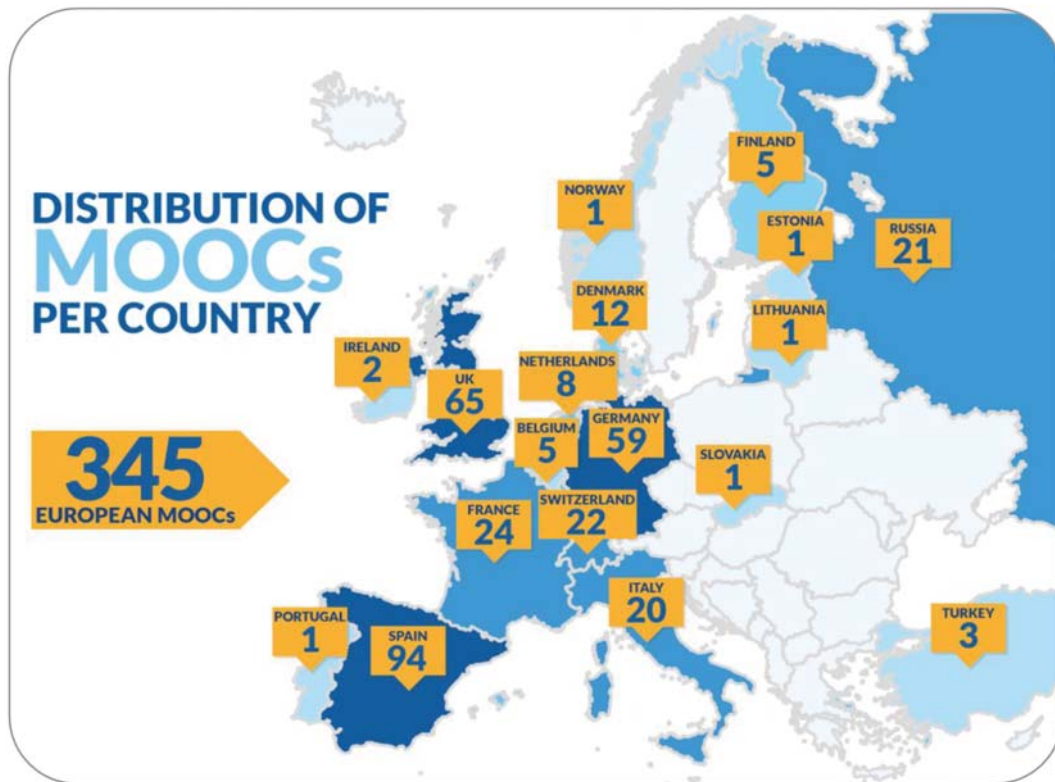 DISTRIBUTION OF
MOOCs
PER COUNTRY
345
EUROPEAN MOOCs
FINLAND
5
NORWAY
1
ESTONIA
1
RUSSIA
21
DENMARK
12
LITHUANIA
1
IRELAND
2
UK
65
NETHERLANDS
8
BELGIUM
5
GERMANY
59
SLOVAKIA
1
FRANCE
24
SWITZERLAND
22
ITALY
20
PORTUGAL
1
SPAIN
94
TURKEY
3